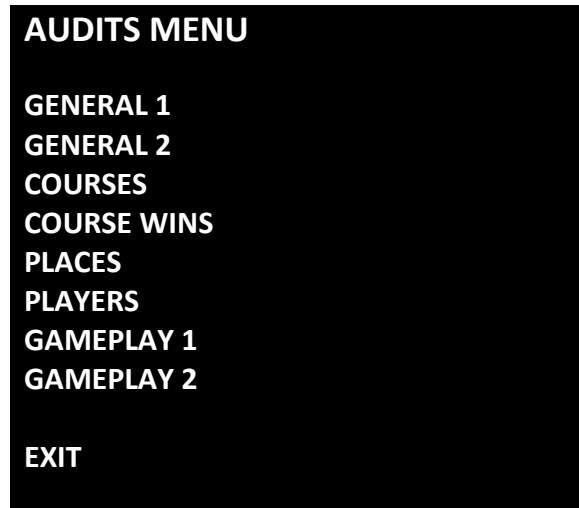 AUDITS MENU
GENERAL 1
GENERAL 2
COURSES
COURSE WINS
PLACES
PLAYERS
GAMEPLAY 1
GAMEPLAY 2
EXIT